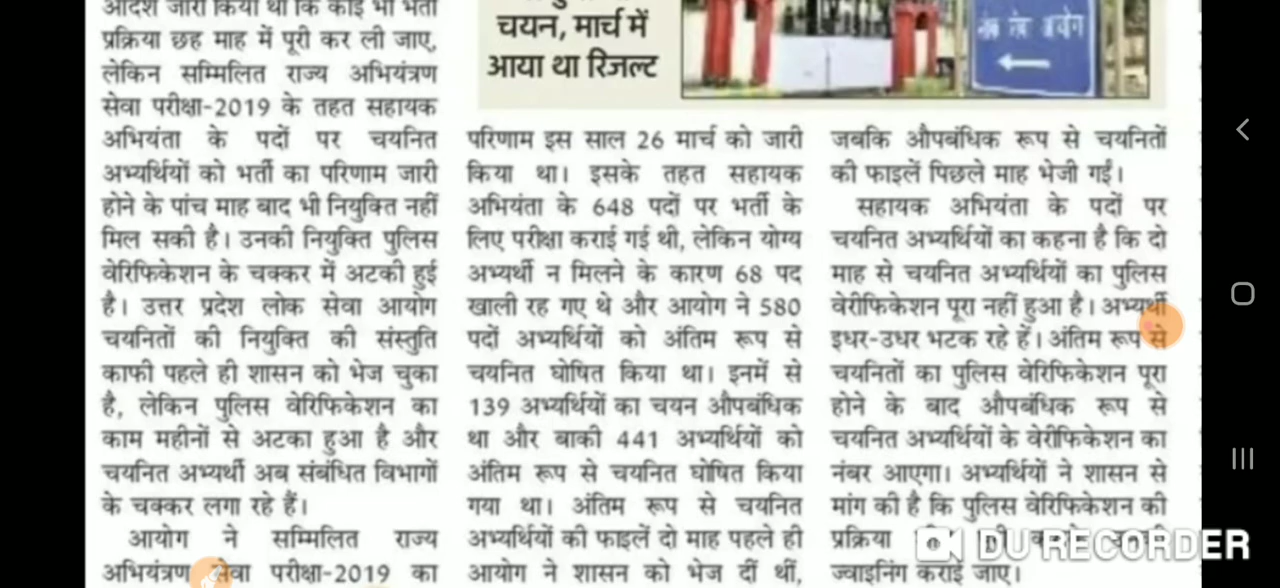 आदेश जारी किया था कि कोई भी भर्ती
प्रक्रिया छह माह में पूरी कर ली जाए,
लेकिन सम्मिलित राज्य अभियंत्रण
सेवा परीक्षा-2019 के तहत सहायक
अभियंता के पदों पर चयनित
अभ्यर्थियों को भर्ती का परिणाम जारी
होने के पांच माह बाद भी नियुक्ति नहीं
मिल सकी है। उनकी नियुक्ति पुलिस
वेरिफिकेशन के चक्कर में अटकी हुई
है। उत्तर प्रदेश लोक सेवा आयोग
चयनितों की नियुक्ति की संस्तुति
काफी पहले ही शासन को भेज चुका
है, लेकिन पुलिस वेरिफिकेशन का
काम महीनों से अटका हुआ है और
चयनित अभ्यर्थी अब संबंधित विभागों
के चक्कर लगा रहे हैं।
आयोग ने सम्मिलित राज्य
अभियंत्रण सेवा परीक्षा-2019 का
चयन, मार्च में
आया था रिजल्ट
आयोग
परिणाम इस साल 26 मार्च को जारी
किया था। इसके तहत सहायक
अभियंता के 648 पदों पर भर्ती के
लिए परीक्षा कराई गई थी, लेकिन योग्य
अभ्यर्थी न मिलने के कारण 68 पद
खाली रह गए थे और आयोग ने 580
पदों अभ्यर्थियों को अंतिम रूप से
चयनित घोषित किया था। इनमें से
139 अभ्यर्थियों का चयन औपबंधिक
था और बाकी 441 अभ्यर्थियों को
अंतिम रूप से चयनित घोषित किया
गया था। अंतिम रूप से चयनित
अभ्यर्थियों की फाइलें दो माह पहले ही
आयोग ने शासन को भेज दीं थीं,
जबकि औपबंधिक रूप से चयनितों
की फाइलें पिछले माह भेजी गईं।
सहायक अभियंता के पदों पर
चयनित अभ्यर्थियों का कहना है कि दो
माह से चयनित अभ्यर्थियों का पुलिस
वेरीफिकेशन पूरा नहीं हुआ है। अभ्यर्थी
इधर-उधर भटक रहे हें। अंतिम रूप से
चयनितों का पुलिस वेरिफिकेशन पूरा
होने के बाद औपबंधिक रूप से
चयनित अभ्यर्थियों के वेरीफिकेशन का
नंबर आएगा। अभ्यर्थियों ने शासन से
मांग की है कि पुलिस वेरिफिकेशन की
प्रक्रिया
ज्वाइनिंग कराई जाए।
DU RECORDER